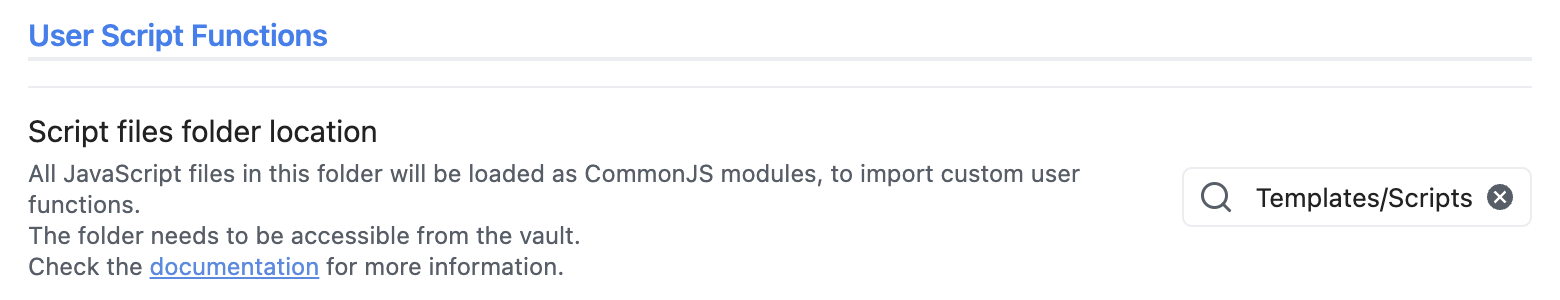 User Script Functions
Script files folder location
All JavaScript files in this folder will be loaded as CommonJS modules, to import custom user
functions.
The folder needs to be accessible from the vault.
Check the documentation for more information.
Templates/Scripts